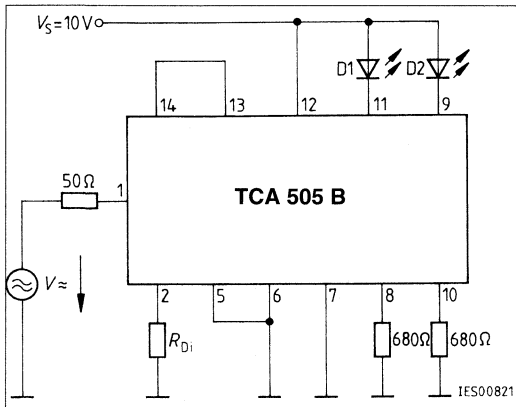 V_S=10V
D1
D2
14
13
12
11
9
50Ω
1
TCA 505 B
V≈
2
5
6
7
8
10
R_Di
680Ω
680Ω
IES00821